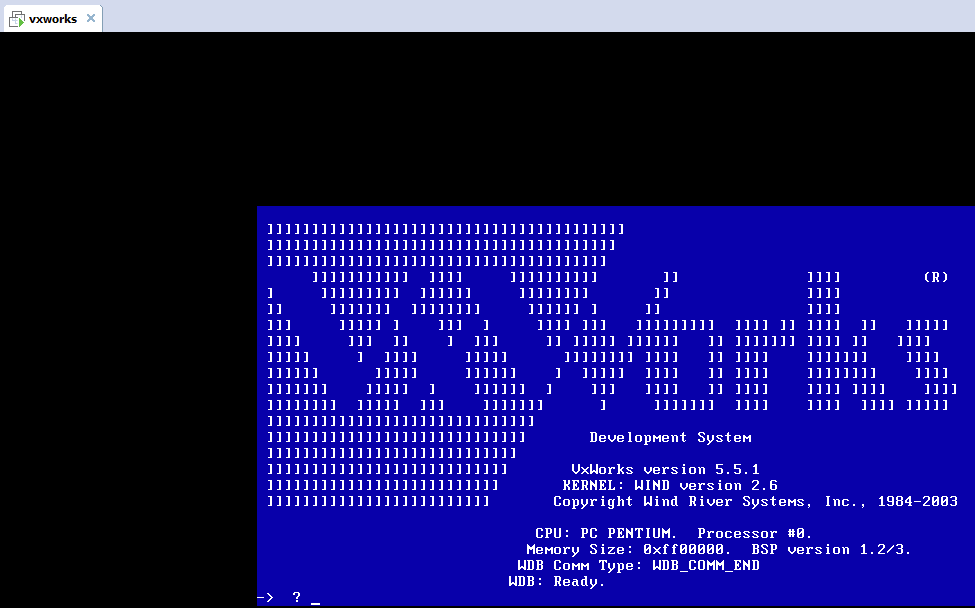 vxworks
]]]]]]]]]]]]]]]]]]]]]]]]]]]]]]]]]]]]]]]]
]]]]]]]]]]]]]]]]]]]]]]]]]]]]]]]]]]]]]]]
]]]]]]]]]]]]]]]]]]]]]]]]]]]]]]]]]]]]]]
     ]]]]]]]]]]]  ]]]]     ]]]]]]]]]]       ]]              ]]]]         (R)
]     ]]]]]]]]]  ]]]]]]     ]]]]]]]]       ]]               ]]]]
]]     ]]]]]]]  ]]]]]]]]     ]]]]]] ]     ]]                ]]]]
]]]     ]]]]] ]    ]]]  ]     ]]]] ]]]   ]]]]]]]]]  ]]]] ]] ]]]]  ]]   ]]]]]
]]]]     ]]]  ]]    ]  ]]]     ]] ]]]]] ]]]]]]   ]] ]]]]]]] ]]]] ]]   ]]]]
]]]]]     ]  ]]]]     ]]]]]      ]]]]]]]] ]]]]   ]] ]]]]    ]]]]]]]    ]]]]
]]]]]]      ]]]]]     ]]]]]]    ]  ]]]]]  ]]]]   ]] ]]]]    ]]]]]]]]    ]]]]
]]]]]]]    ]]]]]  ]    ]]]]]]  ]    ]]]   ]]]]   ]] ]]]]    ]]]] ]]]]    ]]]]
]]]]]]]]  ]]]]]  ]]]    ]]]]]]]      ]     ]]]]]]]  ]]]]    ]]]]  ]]]] ]]]]]
]]]]]]]]]]]]]]]]]]]]]]]]]]]]]]
]]]]]]]]]]]]]]]]]]]]]]]]]]]]]       Development System
]]]]]]]]]]]]]]]]]]]]]]]]]]]]
]]]]]]]]]]]]]]]]]]]]]]]]]]]       VxWorks version 5.5.1
]]]]]]]]]]]]]]]]]]]]]]]]]]       KERNEL: WIND version 2.6
]]]]]]]]]]]]]]]]]]]]]]]]]       Copyright Wind River Systems, Inc., 1984-2003
CPU: PC PENTIUM.  Processor #0.
Memory Size: 0xff00000.  BSP version 1.2/3.
WDB Comm Type: WDB_COMM_END
WDB: Ready.
->  ? _